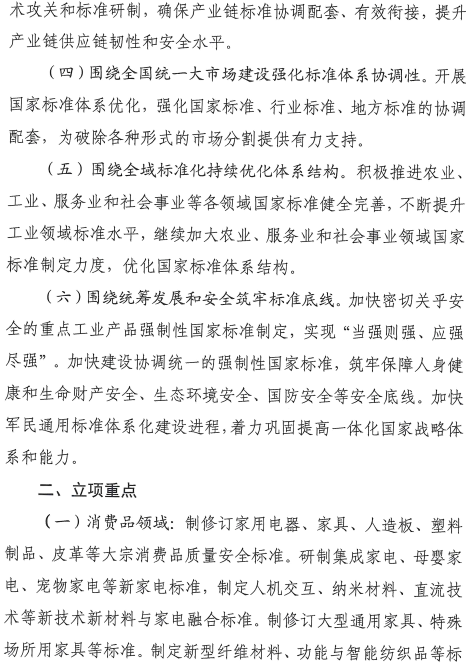 术攻关和标准研制，确保产业链标准协调配套、有效衔接，提升
产业链供应链韧性和安全水平。
（四）围绕全国统一大市场建设强化标准体系协调性。开展
国家标准体系优化，强化国家标准、行业标准、地方标准的协调
配套，为破除各种形式的市场分割提供有力支持。
（五）围绕全域标准化持续优化体系结构。积极推进农业、
工业、服务业和社会事业等各领域国家标准健全完善，不断提升
工业领域标准水平，继续加大农业、服务业和社会事业领域国家
标准制定力度，优化国家标准体系结构。
（六）围绕统筹发展和安全筑牢标准底线。加快密切关乎安
全的重点工业产品强制性国家标准制定，实现“当强则强、应强
尽强”。加快建设协调统一的强制性国家标准，筑牢保障人身健
康和生命财产安全、生态环境安全、国防安全等安全底线。加快
军民通用标准体系化建设进程，着力巩固提高一体化国家战略体
系和能力。
二、立项重点
（一）消费品领域：制修订家用电器、家具、人造板、塑料
制品、皮革等大宗消费品质量安全标准。研制集成家电、母婴家
电、宠物家电等新家电标准，制定人机交互、纳米材料、直流技
术等新技术新材料与家电融合标准。制修订大型通用家具、特殊
场所用家具等标准。制定新型纤维材料、功能与智能纺织品等标